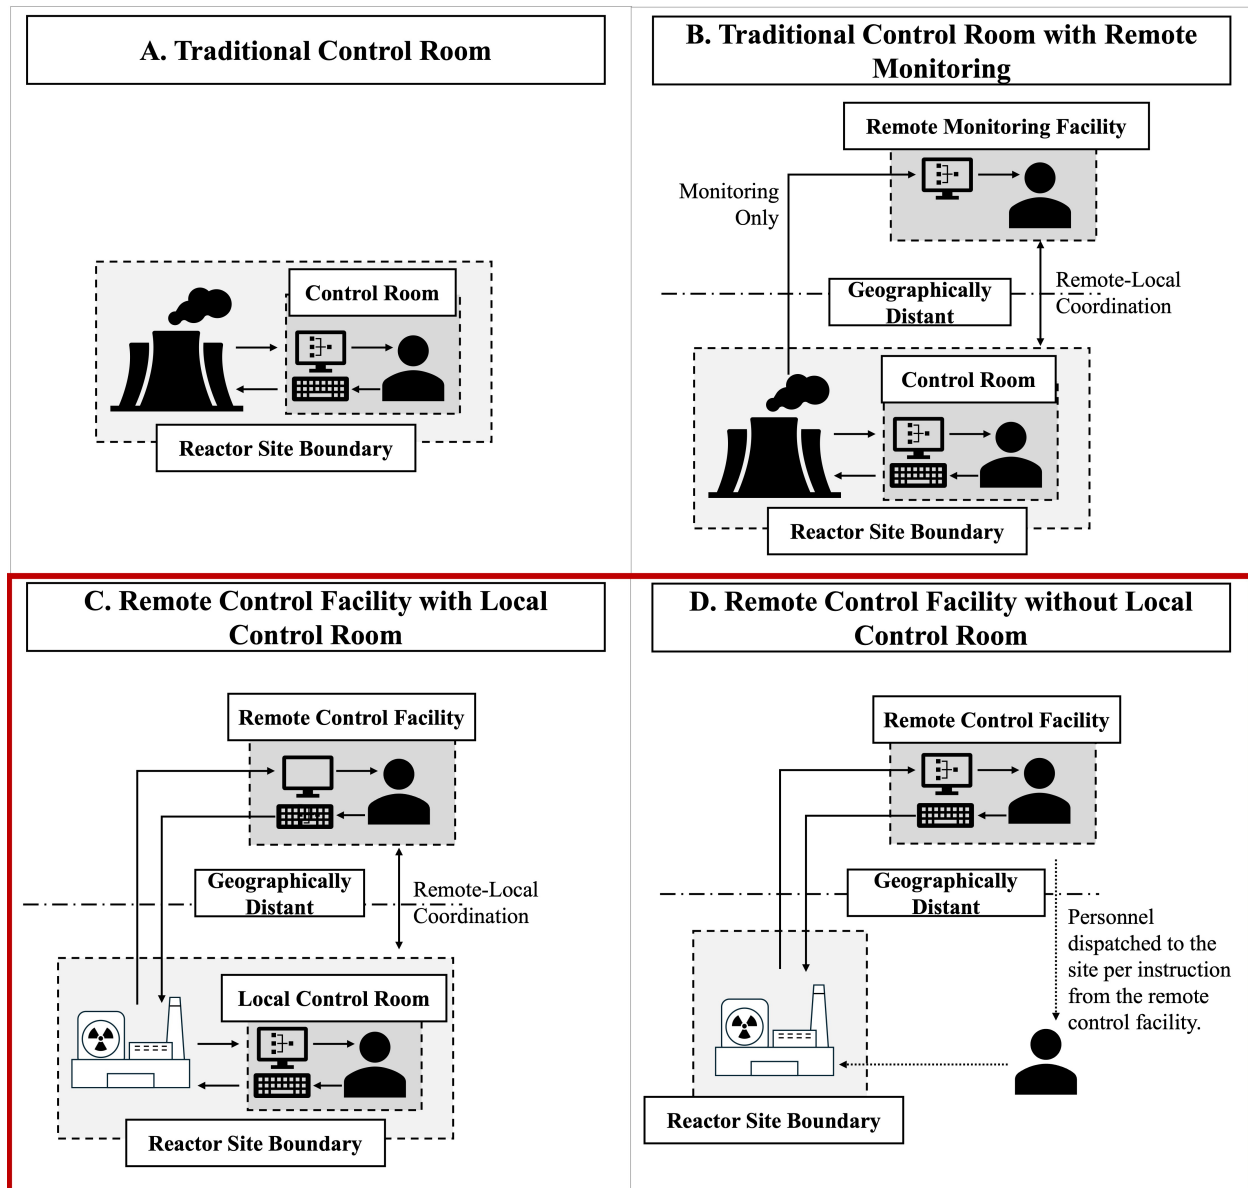 A. Traditional Control Room
Control Room
Reactor Site Boundary
B. Traditional Control Room with Remote
Monitoring
Remote Monitoring Facility
Monitoring
Only
Geographically
Distant
Remote-Local
Coordination
Control Room
Reactor Site Boundary
C. Remote Control Facility with Local
Control Room
Remote Control Facility
Geographically
Distant
Remote-Local
Coordination
Local Control Room
Reactor Site Boundary
D. Remote Control Facility without Local
Control Room
Remote Control Facility
Geographically
Distant
Personnel
dispatched to the
site per instruction
from the remote
control facility.
Reactor Site Boundary